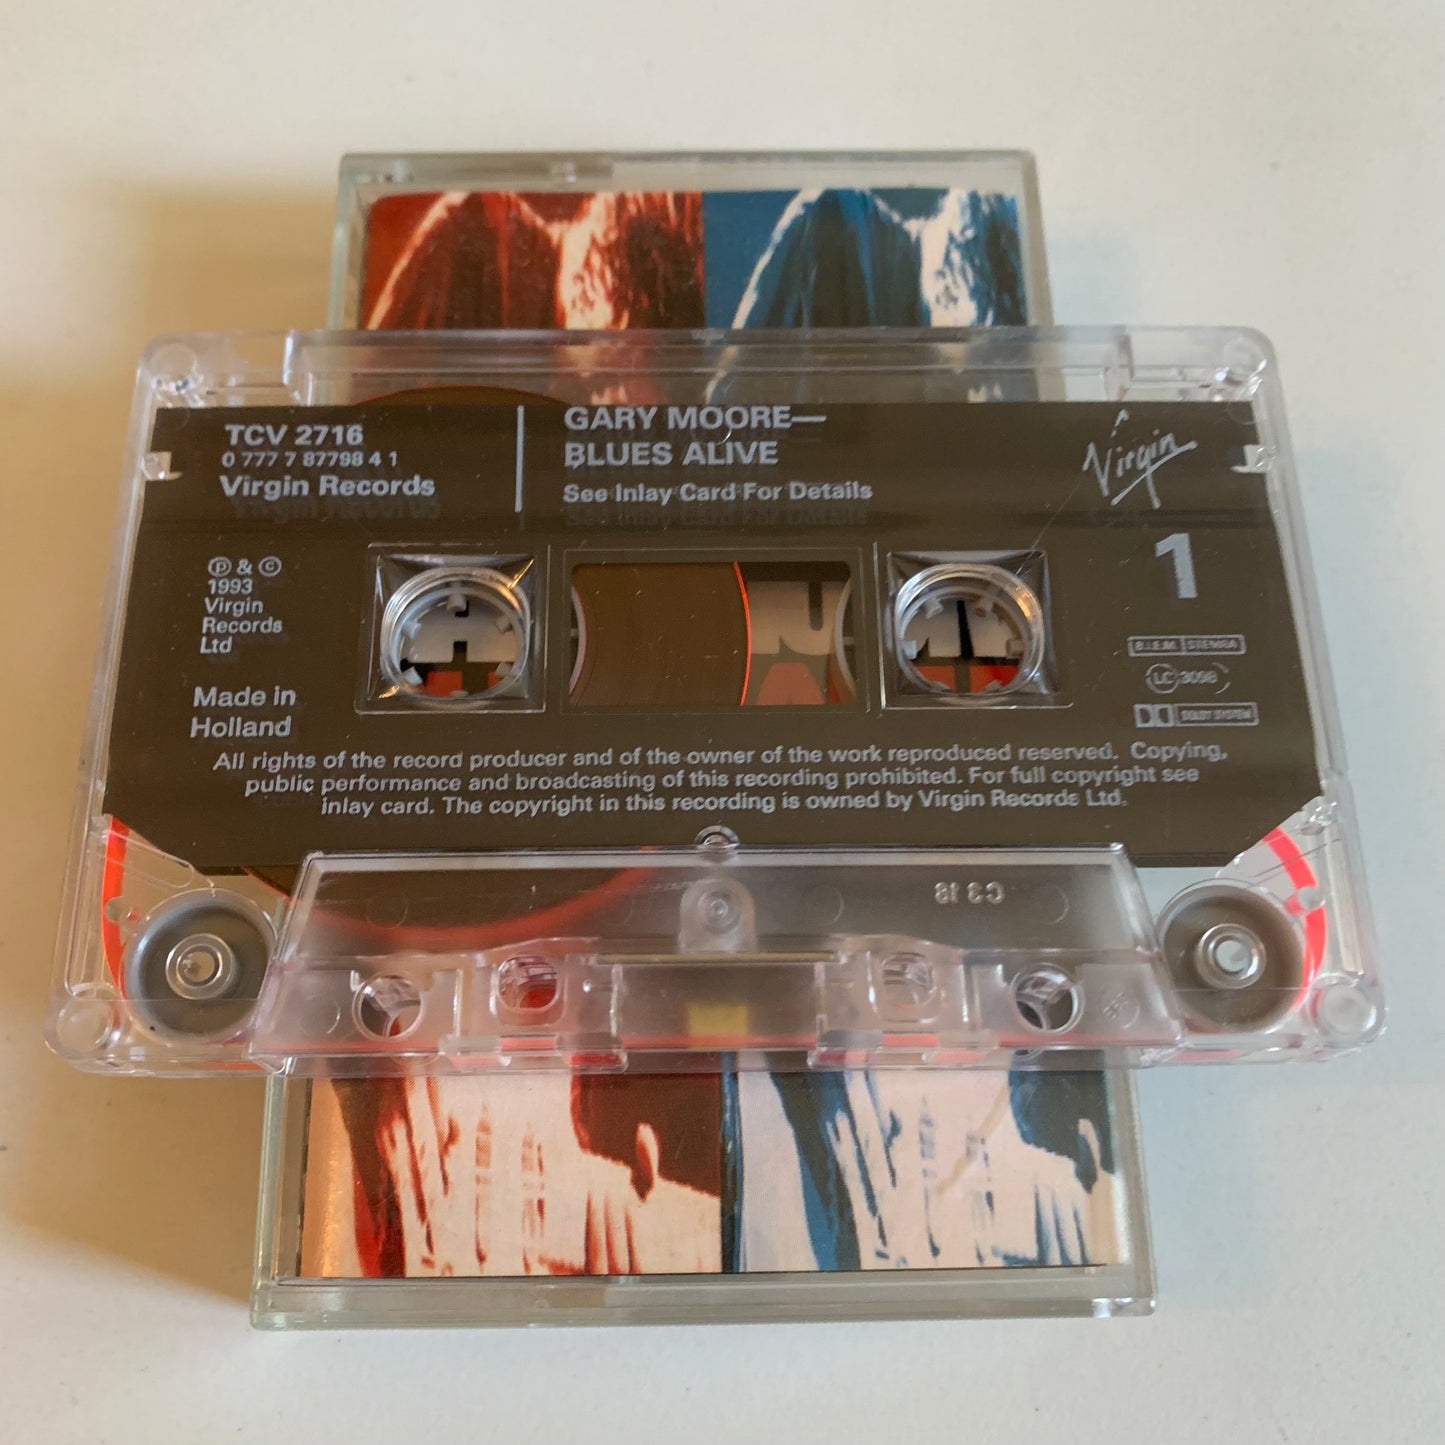 TCV 2716
0 777 7 87798 4 1
Virgin Records
GARY MOORE—
BLUES ALIVE
See Inlay Card For Details
Virgin
1
Ⓟ & ©
1993
Virgin
Records
Ltd
Made in
Holland
B.I.E.M. STEMRA
LC 3098
DOLBY SYSTEM
All rights of the record producer and of the owner of the work reproduced reserved. Copying,
public performance and broadcasting of this recording prohibited. For full copyright see
inlay card. The copyright in this recording is owned by Virgin Records Ltd.